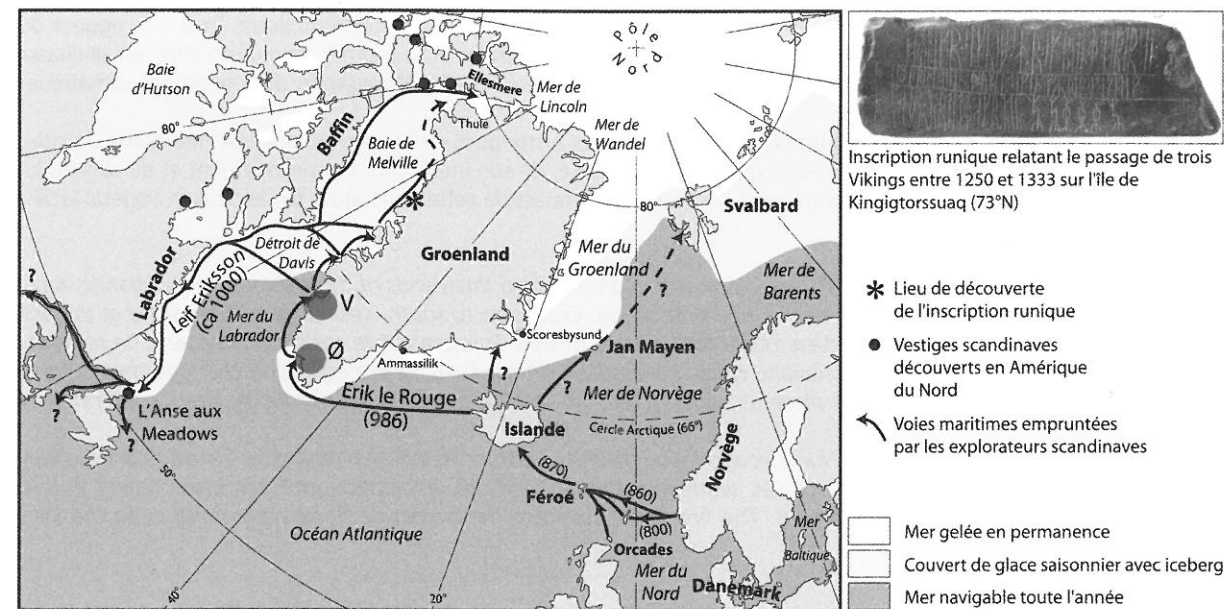 Baie
d'Hutson
80°
Baffin
Ellesmere
Thule
Mer de
Lincoln
Mer de
Wandel
Pôle
Nord
Baie de
Melville
80°
Svalbard
Labrador
Leif Eriksson
(ca 1000)
Détroit de
Davis
Groenland
Mer du
Groenland
Mer de
Barents
?
V
Mer du
Labrador
Ø
?
Scoresbysund
Jan Mayen
Ammassilik
?
?
Mer de Norvège
?
?
L'Anse aux
Meadows
Erik le Rouge
(986)
Islande
Cercle Arctique (66°)
Norvège
50°
(870)
Féroé
(860)
(800)
Océan Atlantique
Orcades
Mer
Baltique
Mer du
Nord
Danemark
40°
20°
Inscription runique relatant le passage de trois
Vikings entre 1250 et 1333 sur l'île de
Kingigtorssuaq (73°N)
Lieu de découverte
de l'inscription runique
Vestiges scandinaves
découverts en Amérique
du Nord
Voies maritimes empruntées
par les explorateurs scandinaves
Mer gelée en permanence
Couvert de glace saisonnier avec iceberg
Mer navigable toute l'année